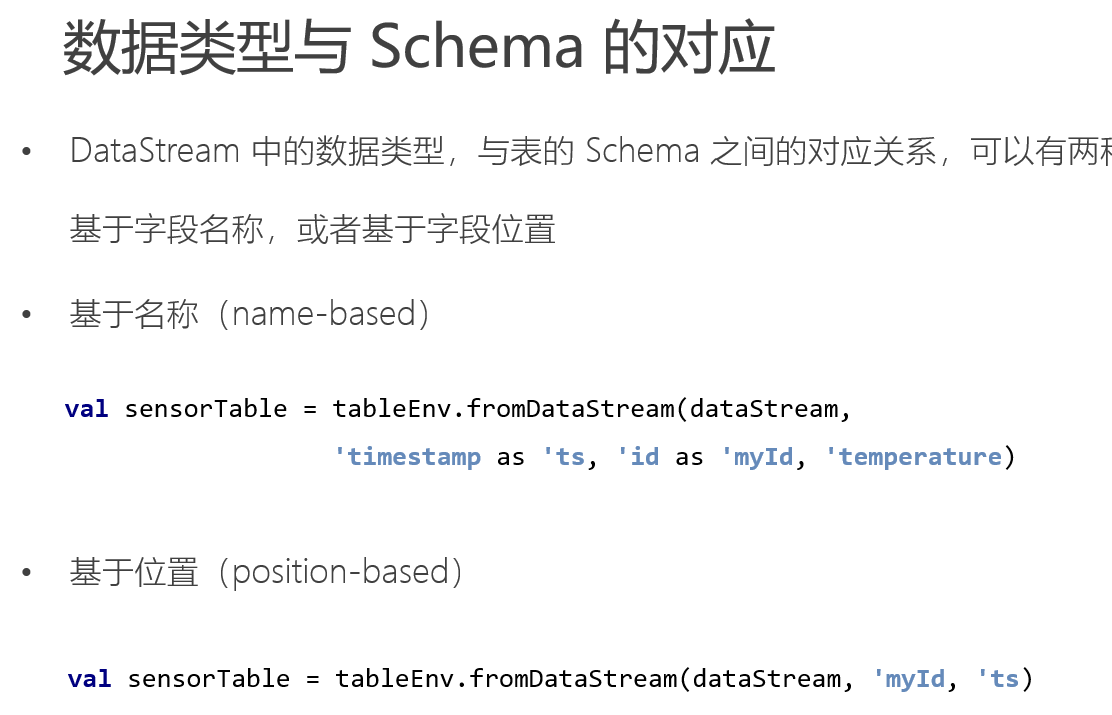 数据类型与 Schema 的对应
• DataStream 中的数据类型，与表的 Schema 之间的对应关系，可以有两
基于字段名称，或者基于字段位置
• 基于名称（name-based）
val sensorTable = tableEnv.fromDataStream(dataStream,
'timestamp as 'ts, 'id as 'myId, 'temperature)
• 基于位置（position-based）
val sensorTable = tableEnv.fromDataStream(dataStream, 'myId, 'ts)